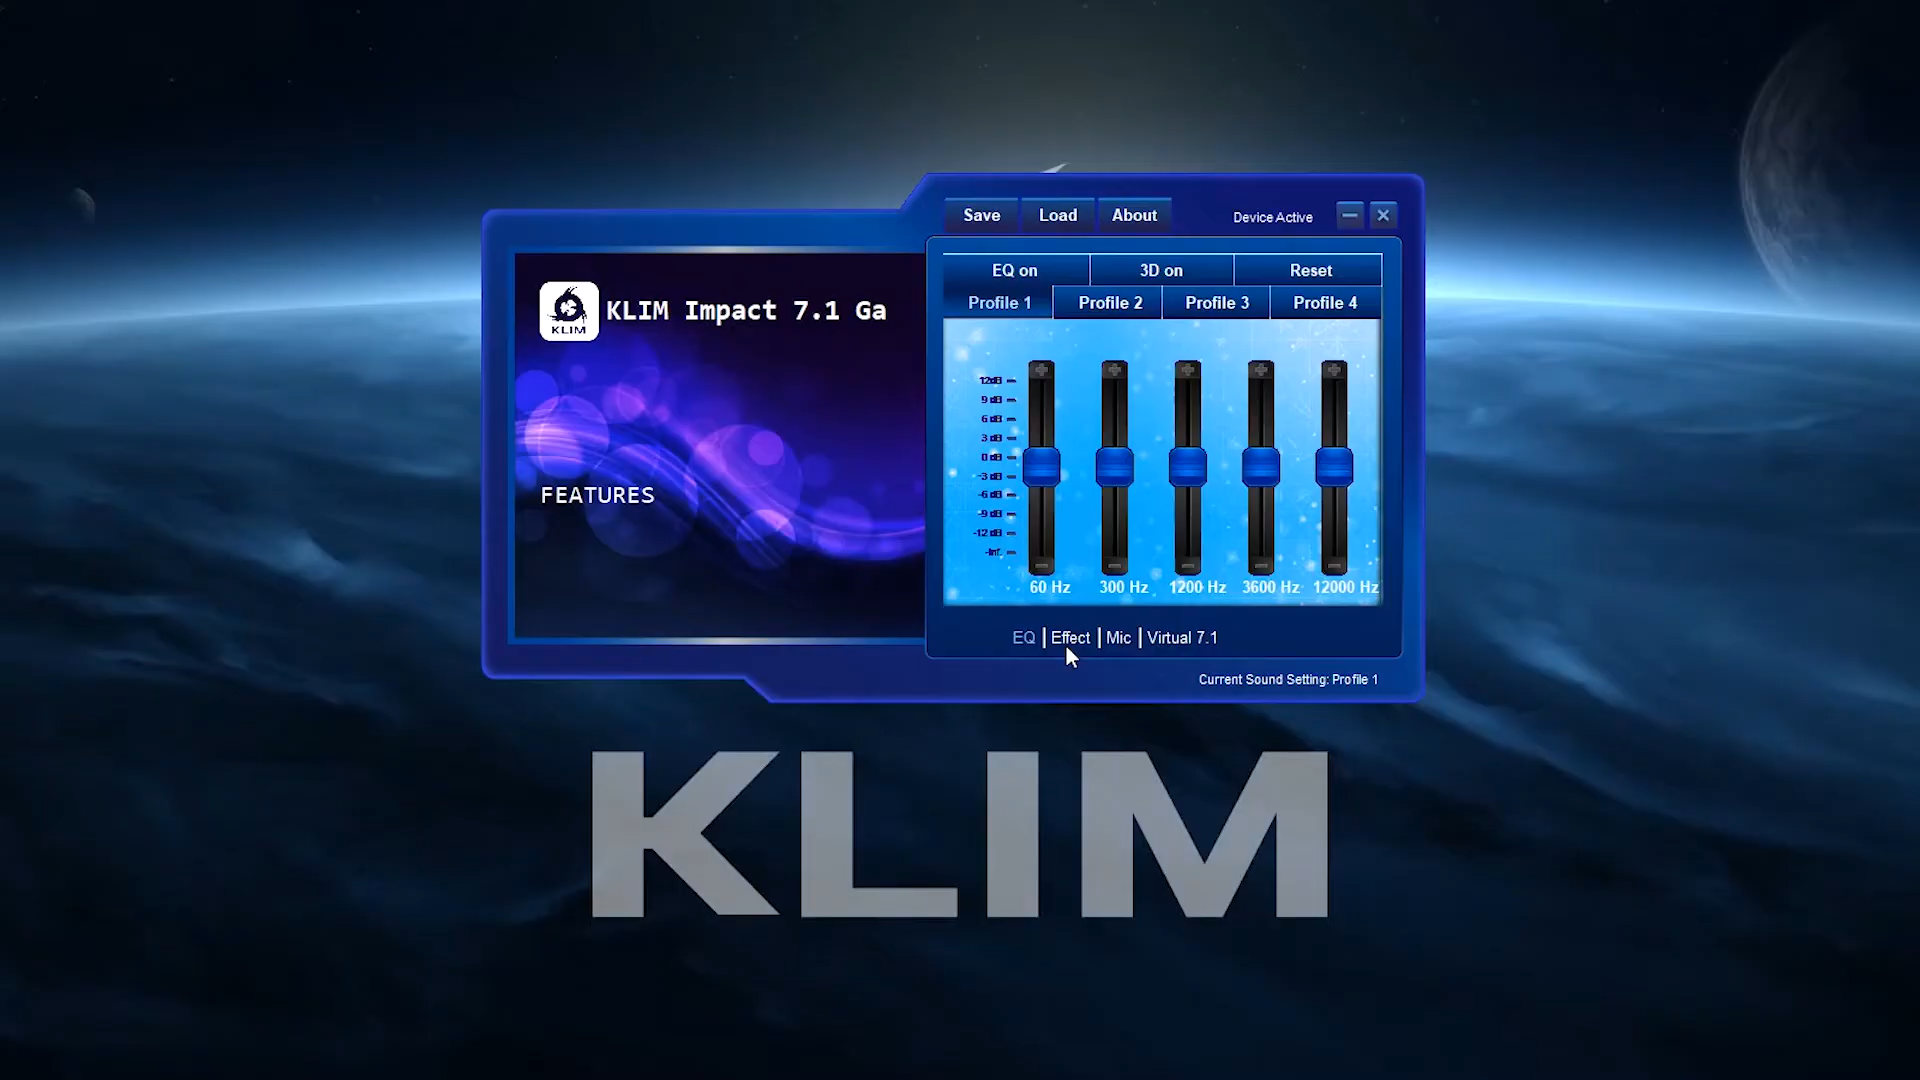 Save Load About Device Active
KLIM
KLIM Impact 7.1 Ga
FEATURES
EQ on 3D on Reset
Profile 1 Profile 2 Profile 3 Profile 4
12dB
9 dB
6 dB
3 dB
0 dB
-3 dB
-6 dB
-9 dB
-12 dB
-Inf.
60 Hz 300 Hz 1200 Hz 3600 Hz 12000 Hz
EQ | Effect | Mic | Virtual 7.1
Current Sound Setting: Profile 1
KLIM